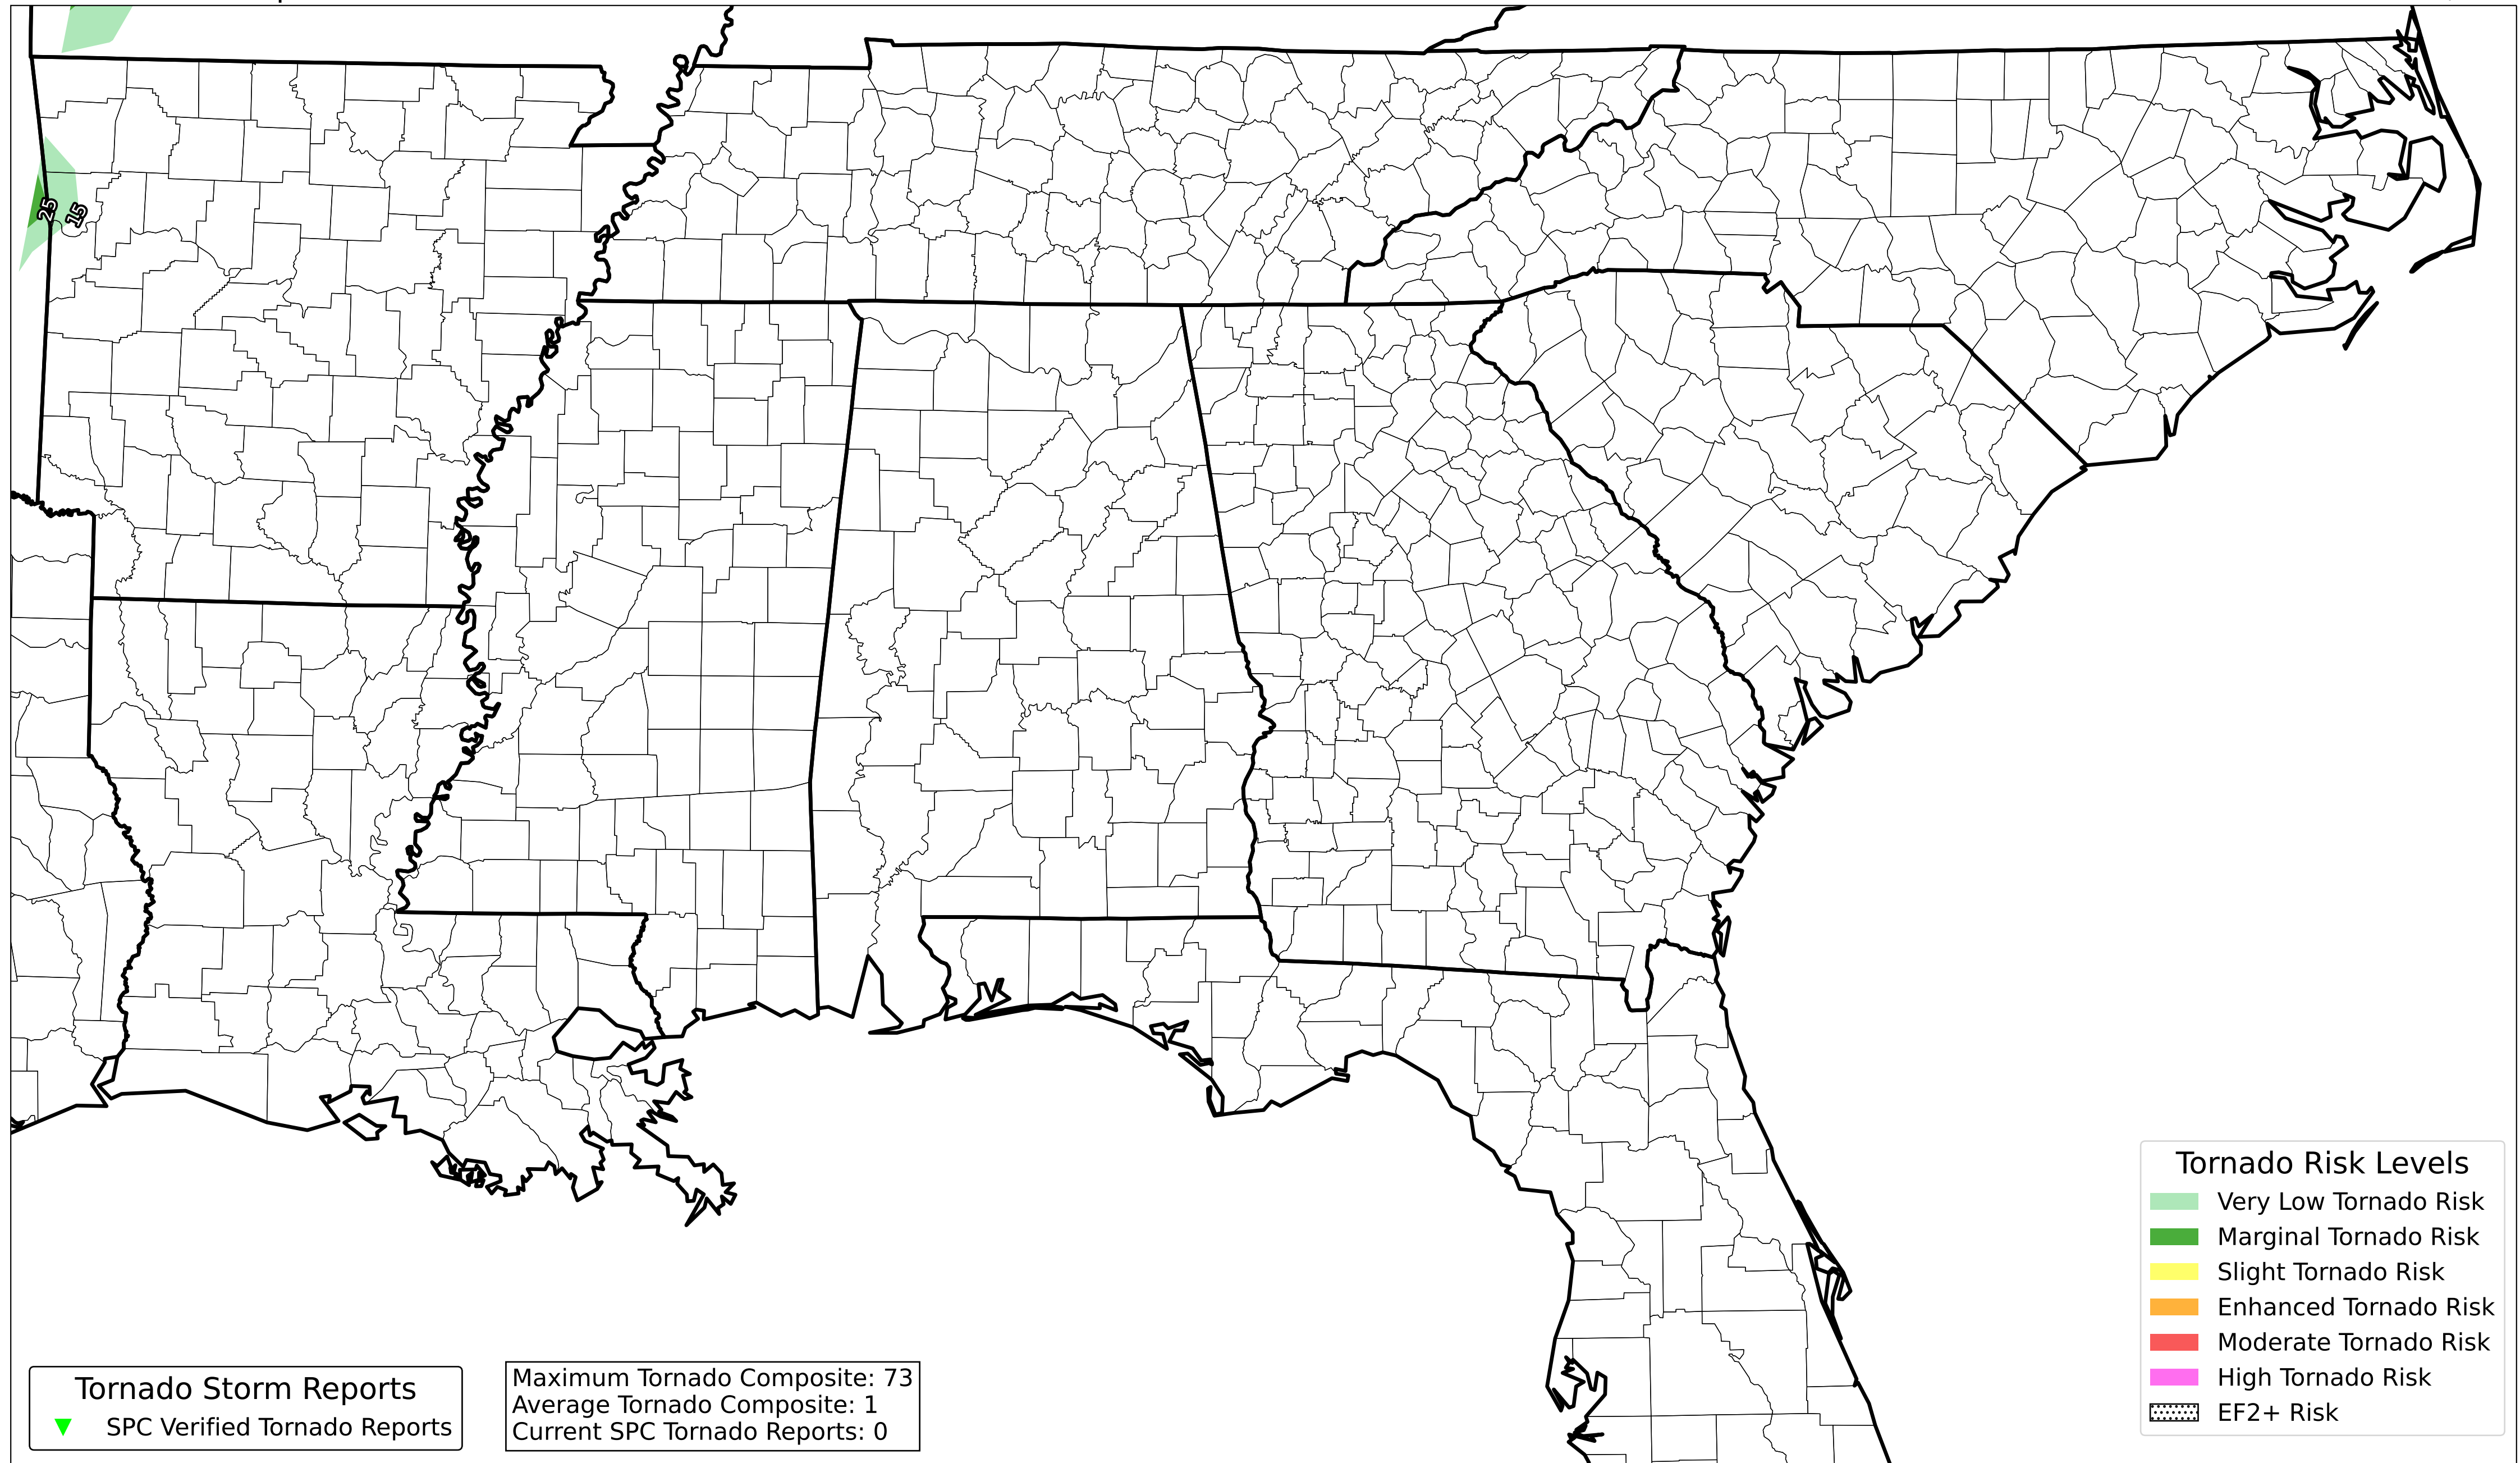 25
15
Tornado Risk Levels
Very Low Tornado Risk
Marginal Tornado Risk
Slight Tornado Risk
Enhanced Tornado Risk
Moderate Tornado Risk
High Tornado Risk
EF2+ Risk
Tornado Storm Reports
SPC Verified Tornado Reports
Maximum Tornado Composite: 73
Average Tornado Composite: 1
Current SPC Tornado Reports: 0